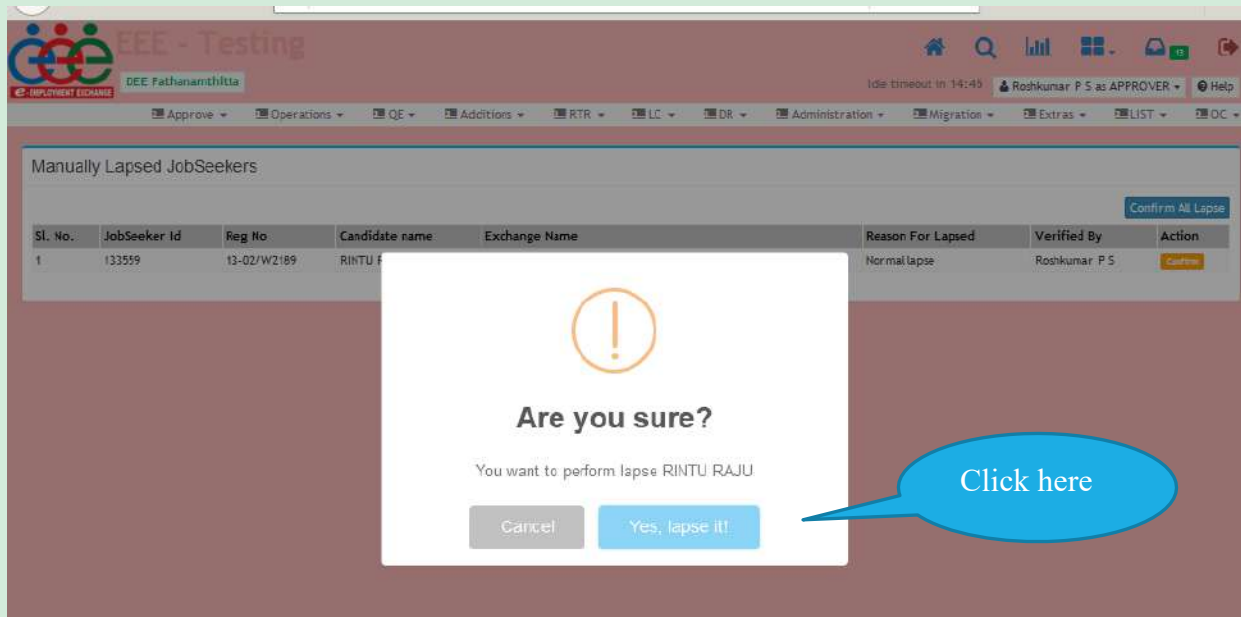 EEE - Testing
e-EMPLOYMENT EXCHANGE
DEE Pathanamthitta
13
Idle timeout in 14:45
Roshkumar P S as APPROVER
Help
Approve Operations QE Additions RTR LC DR Administration Migration Extras LIST OC
Manually Lapsed JobSeekers
Confirm All Lapse
Sl. No. JobSeeker Id Reg No Candidate name Exchange Name Reason For Lapsed Verified By Action
1 133559 13-02/W2189 RINTU Normal lapse Roshkumar P S Confirm
Are you sure?
You want to perform lapse RINTU RAJU
Cancel Yes, lapse it!
Click here